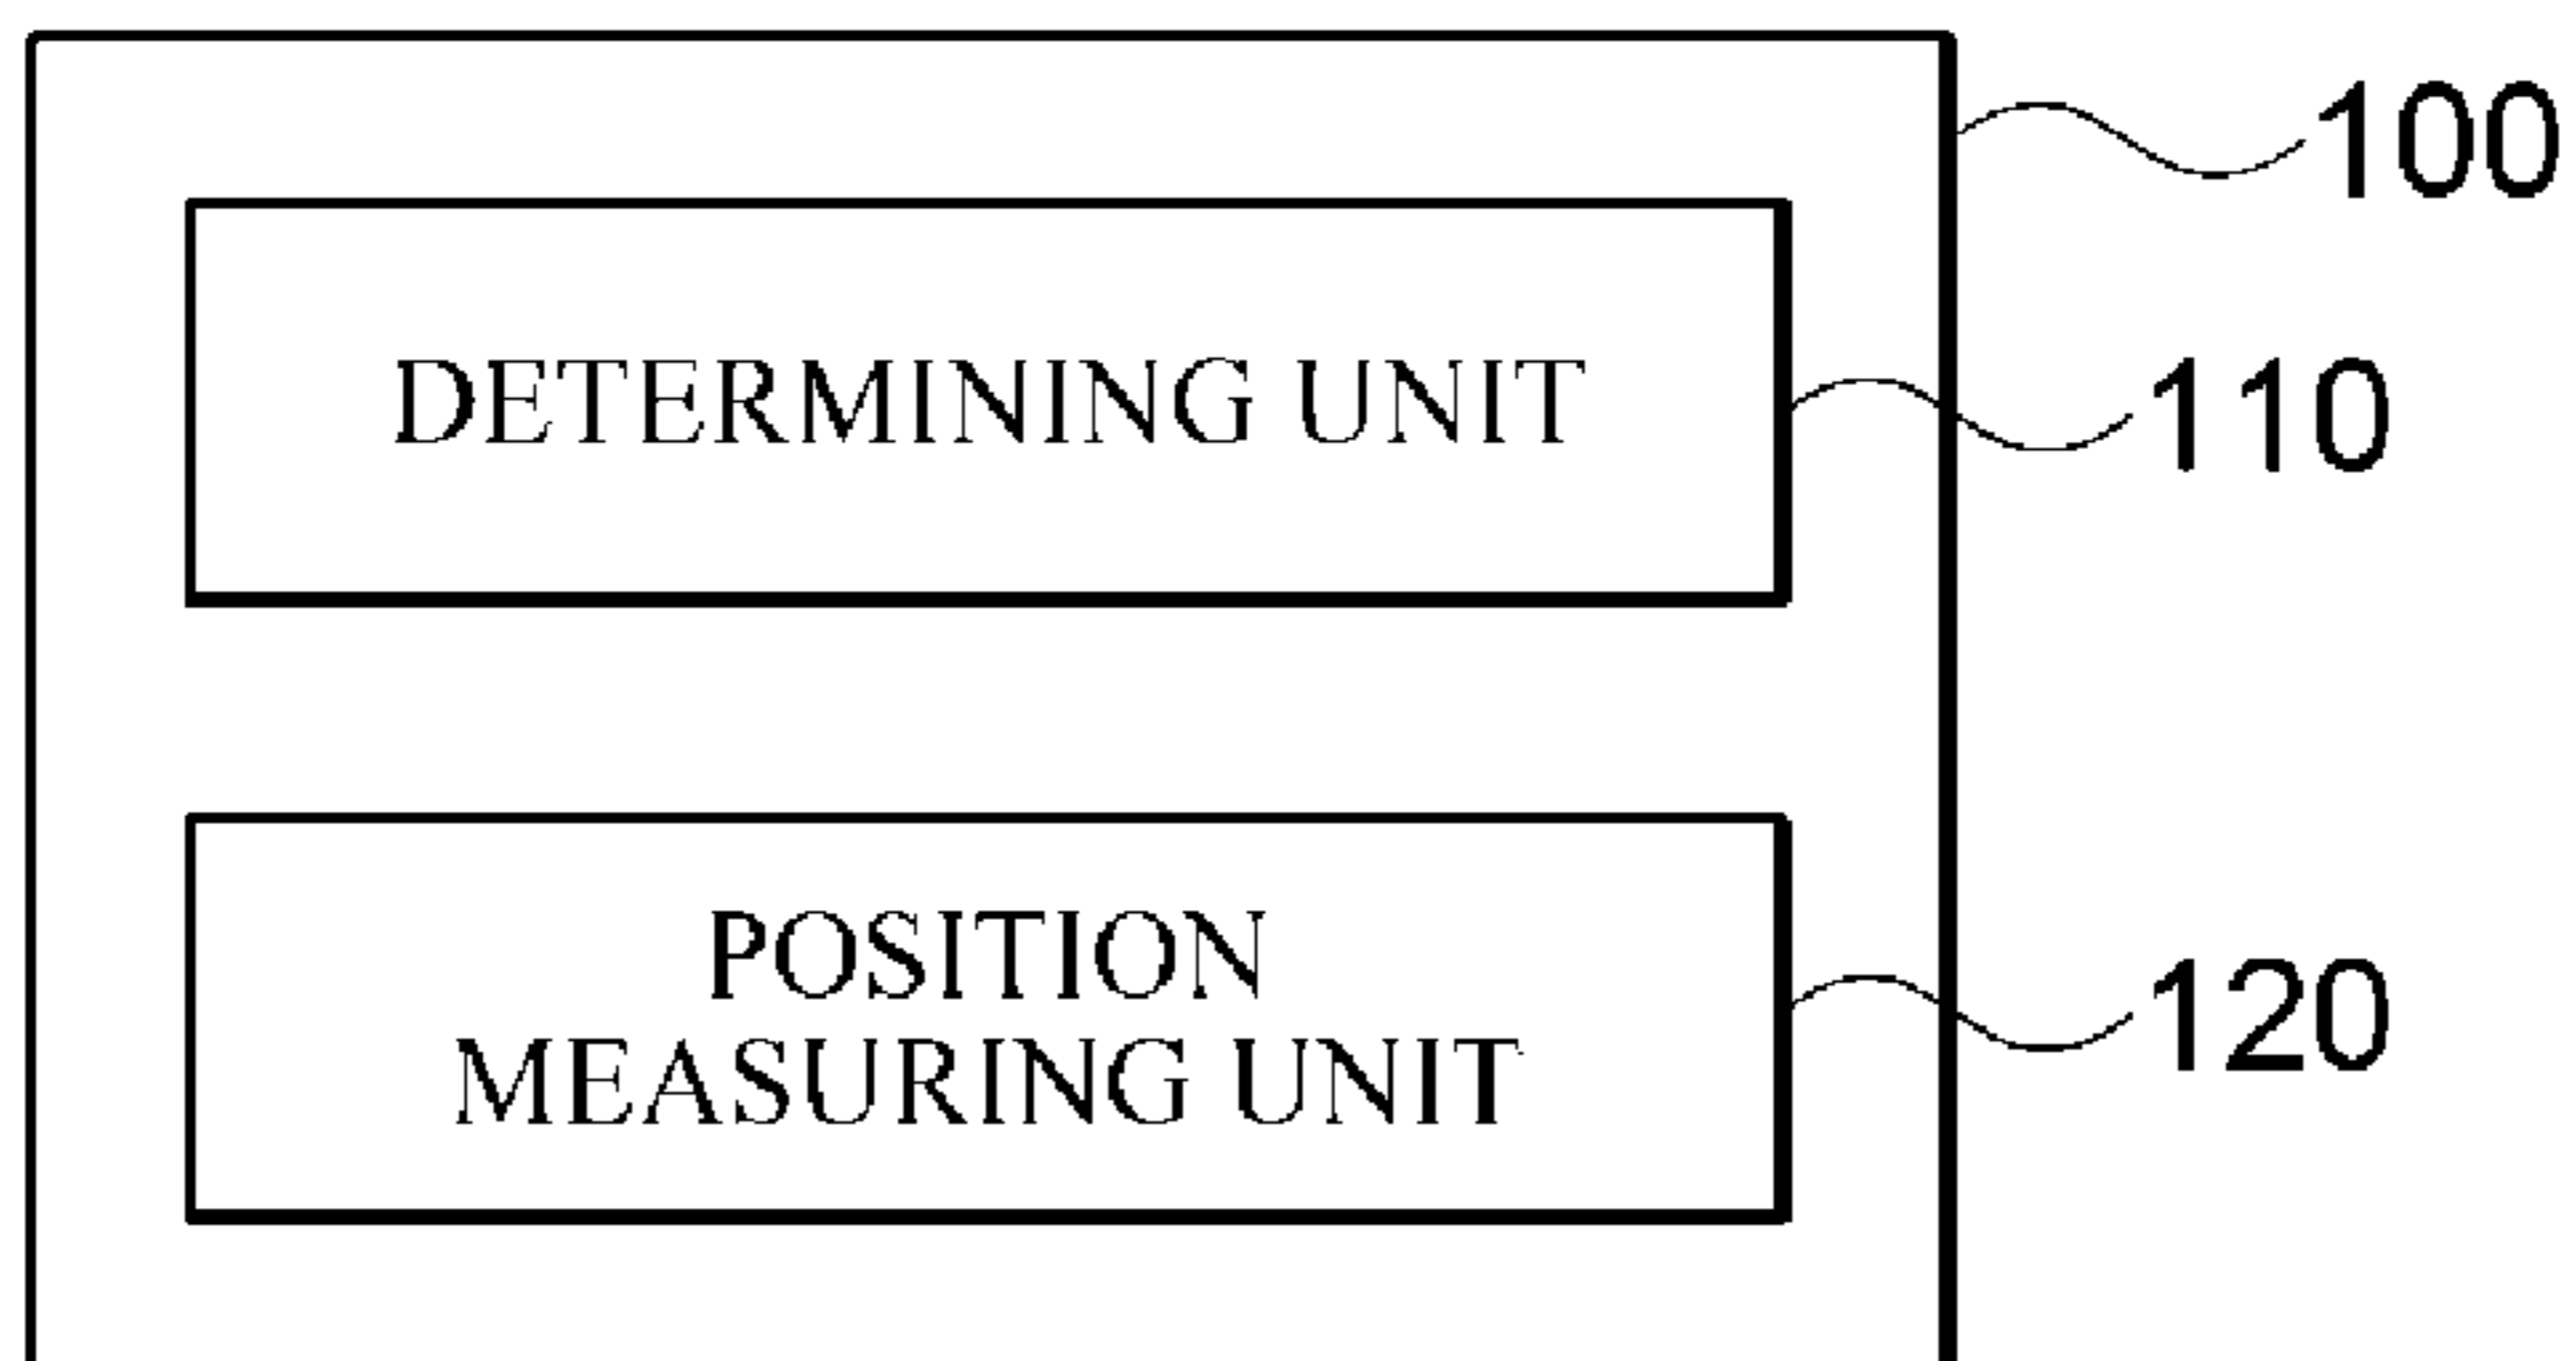 100
DETERMINING UNIT
110
POSITION
MEASURING UNIT
120